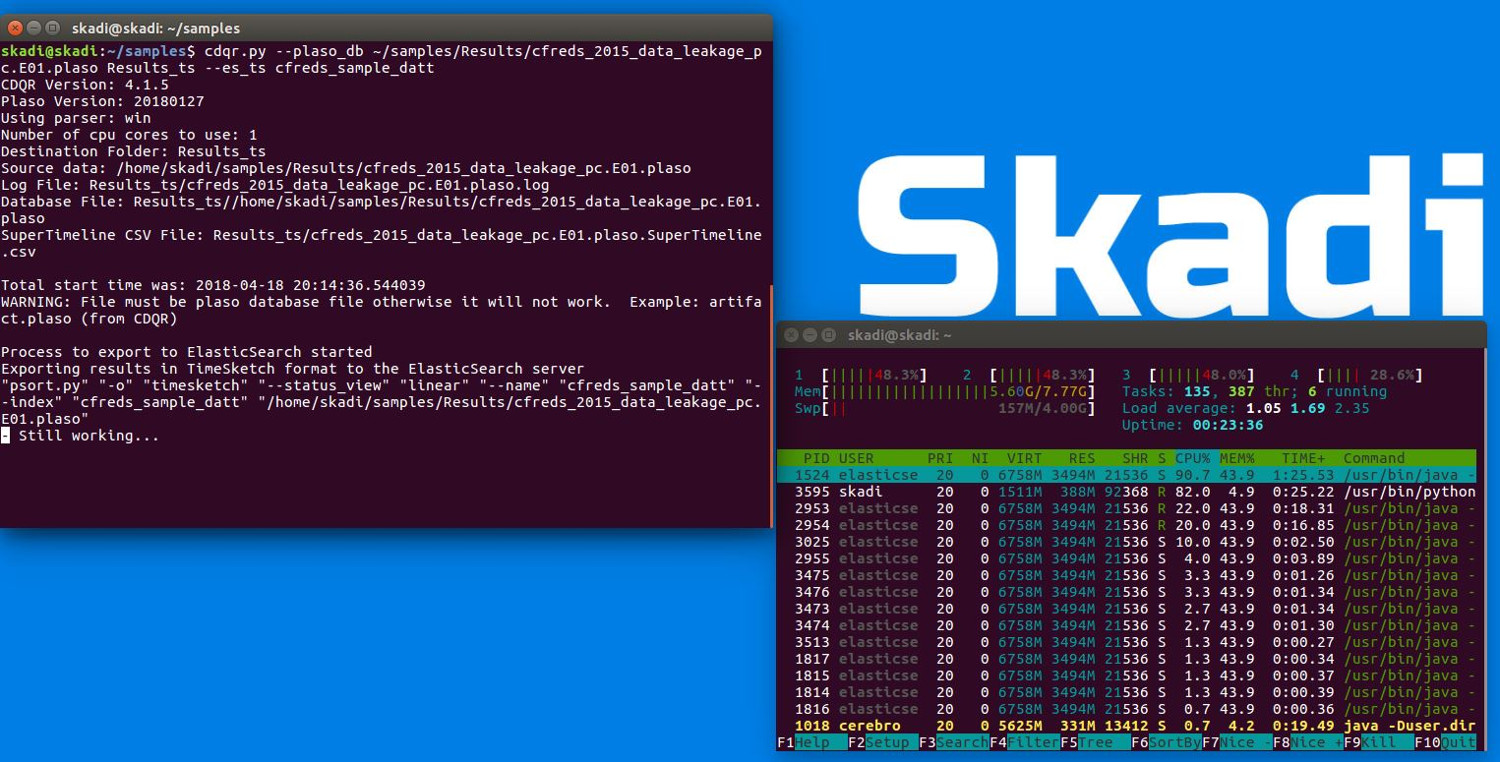 skadi@skadi: ~/samples
skadi@skadi:~/samples$ cdqr.py --plaso_db ~/samples/Results/cfreds_2015_data_leakage_p
c.E01.plaso Results_ts --es_ts cfreds_sample_datt
CDQR Version: 4.1.5
Plaso Version: 20180127
Using parser: win
Number of cpu cores to use: 1
Destination Folder: Results_ts
Source data: /home/skadi/samples/Results/cfreds_2015_data_leakage_pc.E01.plaso
Log File: Results_ts/cfreds_2015_data_leakage_pc.E01.plaso.log
Database File: Results_ts//home/skadi/samples/Results/cfreds_2015_data_leakage_pc.E01.
plaso
SuperTimeline CSV File: Results_ts/cfreds_2015_data_leakage_pc.E01.plaso.SuperTimeline
.csv
Total start time was: 2018-04-18 20:14:36.544039
WARNING: File must be plaso database file otherwise it will not work.  Example: artifa
ct.plaso (from CDQR)
Process to export to ElasticSearch started
Exporting results in TimeSketch format to the ElasticSearch server
"psort.py" "-o" "timesketch" "--status_view" "linear" "--name" "cfreds_sample_datt" "-
-index" "cfreds_sample_datt" "/home/skadi/samples/Results/cfreds_2015_data_leakage_pc.
E01.plaso"
- Still working...
Skadi
skadi@skadi: ~
1 [||||||48.3%] 2 [||||||48.3%] 3 [||||||48.0%] 4 [|||| 28.6%]
Mem[||||||||||||||||||5.60G/7.77G] Tasks: 135, 387 thr; 6 running
Swp[|| 157M/4.00G] Load average: 1.05 1.69 2.35
Uptime: 00:23:36
PID USER PRI NI VIRT RES SHR S CPU% MEM% TIME+ Command
1524 elasticse 20 0 6758M 3494M 21536 S 90.7 43.9 1:25.53 /usr/bin/java -
3595 skadi 20 0 1511M 388M 92368 R 82.0 4.9 0:25.22 /usr/bin/python
2953 elasticse 20 0 6758M 3494M 21536 R 22.0 43.9 0:18.31 /usr/bin/java -
2954 elasticse 20 0 6758M 3494M 21536 R 20.0 43.9 0:16.85 /usr/bin/java -
3025 elasticse 20 0 6758M 3494M 21536 S 10.0 43.9 0:02.50 /usr/bin/java -
2955 elasticse 20 0 6758M 3494M 21536 S 4.0 43.9 0:03.89 /usr/bin/java -
3475 elasticse 20 0 6758M 3494M 21536 S 3.3 43.9 0:01.26 /usr/bin/java -
3476 elasticse 20 0 6758M 3494M 21536 S 3.3 43.9 0:01.34 /usr/bin/java -
3473 elasticse 20 0 6758M 3494M 21536 S 2.7 43.9 0:01.34 /usr/bin/java -
3474 elasticse 20 0 6758M 3494M 21536 S 2.7 43.9 0:01.30 /usr/bin/java -
3513 elasticse 20 0 6758M 3494M 21536 S 1.3 43.9 0:00.27 /usr/bin/java -
1817 elasticse 20 0 6758M 3494M 21536 S 1.3 43.9 0:00.34 /usr/bin/java -
1815 elasticse 20 0 6758M 3494M 21536 S 1.3 43.9 0:00.37 /usr/bin/java -
1814 elasticse 20 0 6758M 3494M 21536 S 1.3 43.9 0:00.39 /usr/bin/java -
1816 elasticse 20 0 6758M 3494M 21536 S 0.7 43.9 0:00.36 /usr/bin/java -
1018 cerebro 20 0 5625M 331M 13412 S 0.7 4.2 0:19.49 java -Duser.dir
F1Help F2Setup F3SearchF4FilterF5Tree F6SortByF7Nice -F8Nice +F9Kill F10Quit